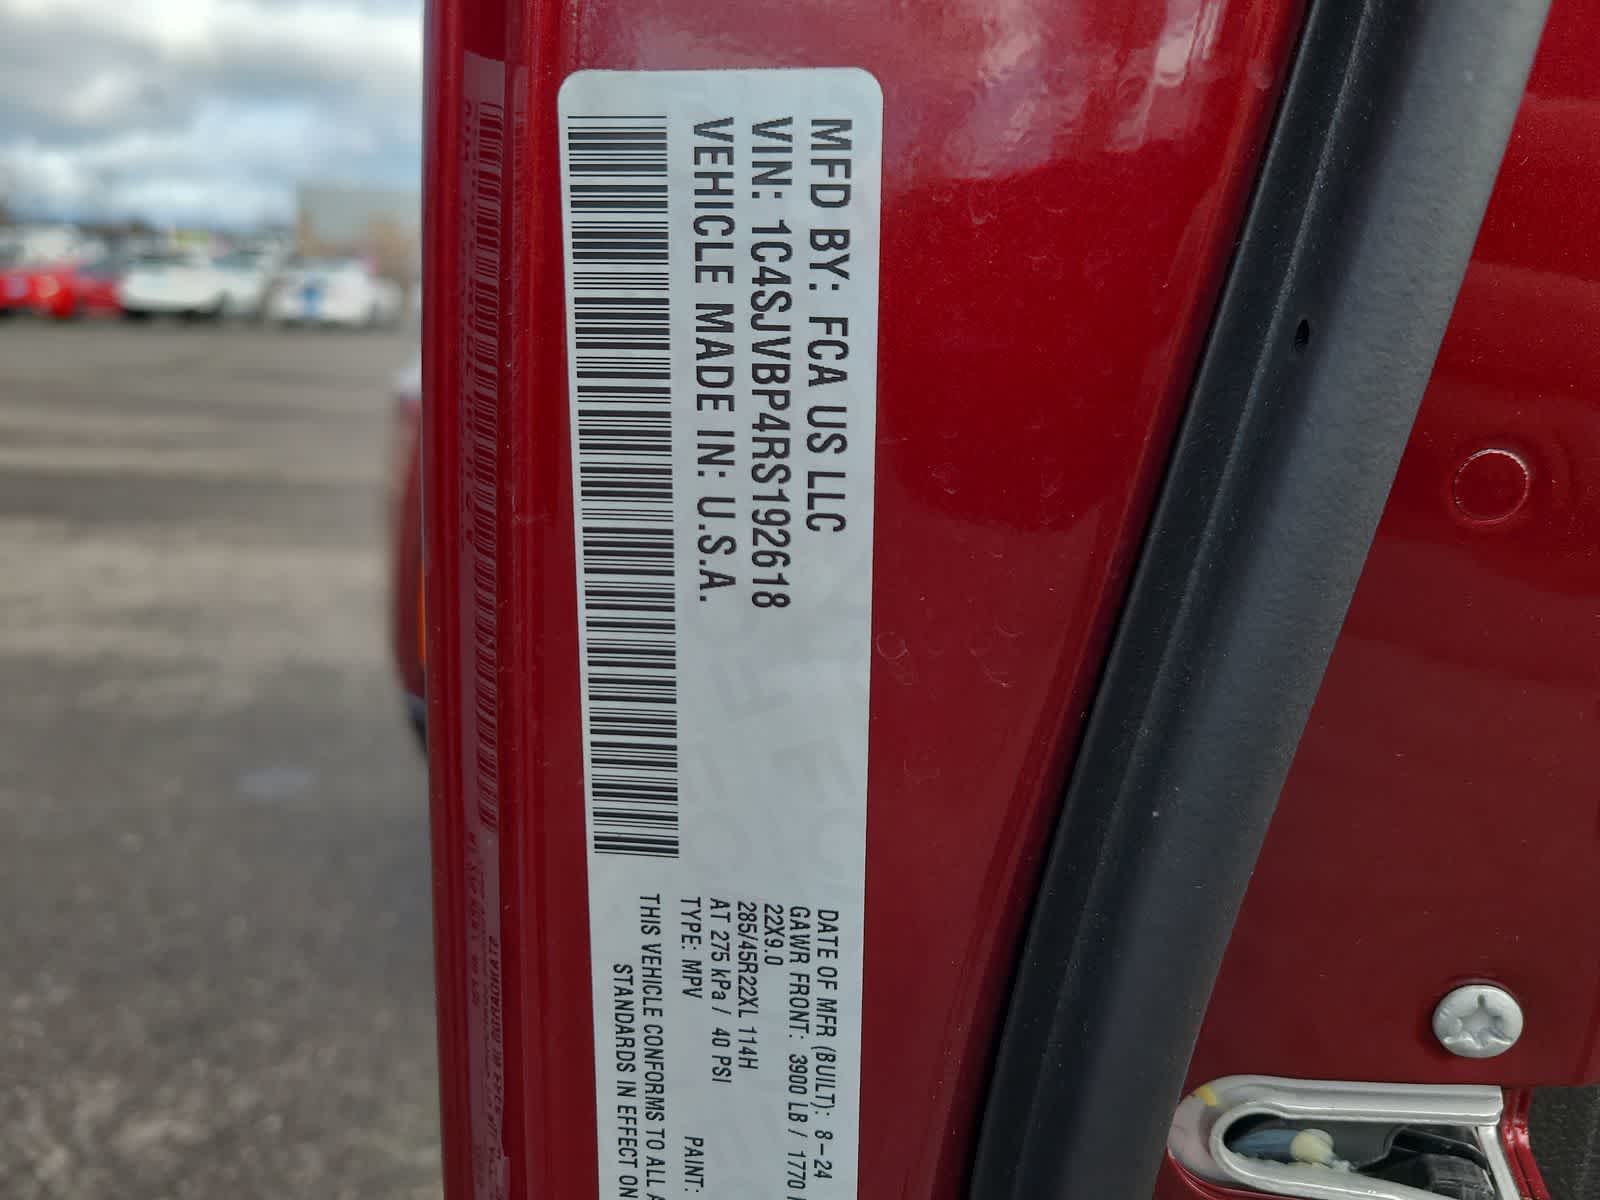 MFD BY: FCA US LLC
VIN: 1C4SJVBP4RS192618
VEHICLE MADE IN: U.S.A.
DATE OF MFR (BUILT): 8-24
GAWR FRONT: 3900 LB / 1770
22X9.0
285/45R22XL 114H
AT 275 kPa / 40 PSI
TYPE: MPV PAINT:
THIS VEHICLE CONFORMS TO ALL
STANDARDS IN EFFECT ON